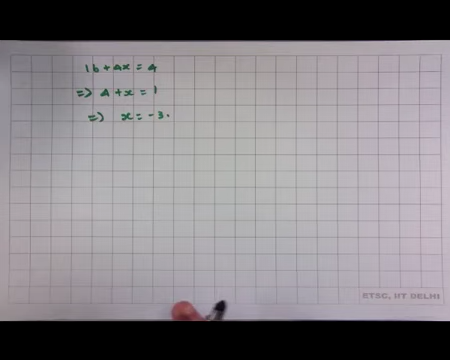 16 + 4x = 4
=> 4 + x = 1
=> x = -3.
ETSC, IIT DELHI